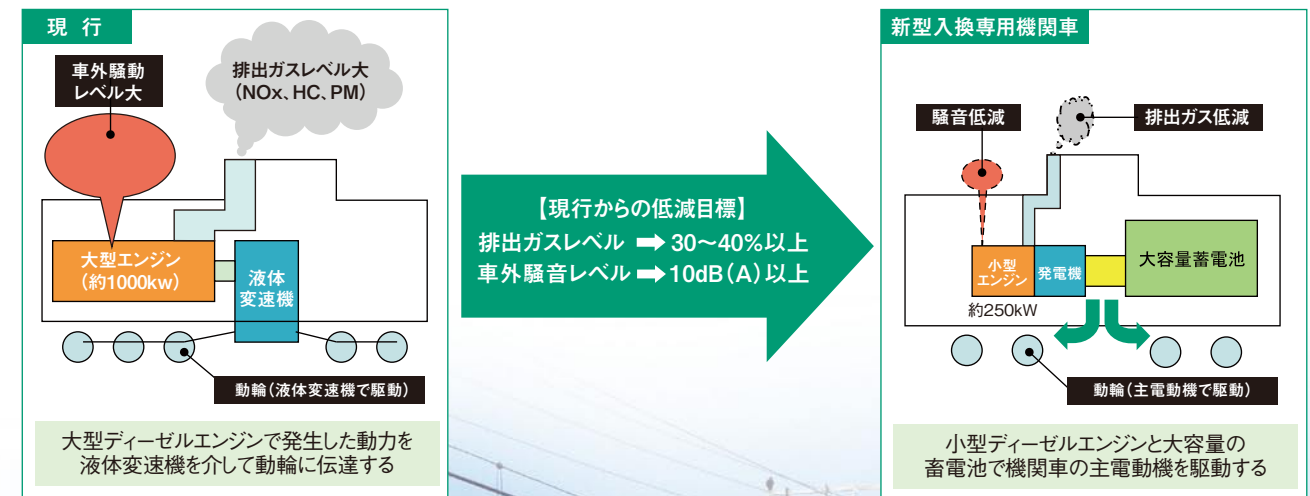 現 行
車外騒動
レベル大
排出ガスレベル大
(NOx、HC、PM)
大型エンジン
(約1000kw)
液体
変速機
動輪(液体変速機で駆動)
大型ディーゼルエンジンで発生した動力を
液体変速機を介して動輪に伝達する
【現行からの低減目標】
排出ガスレベル ➡ 30〜40%以上
車外騒音レベル ➡ 10dB(A)以上
新型入換専用機関車
騒音低減
排出ガス低減
小型
エンジン
発電機
大容量蓄電池
約250kW
動輪(主電動機で駆動)
小型ディーゼルエンジンと大容量の
蓄電池で機関車の主電動機を駆動する